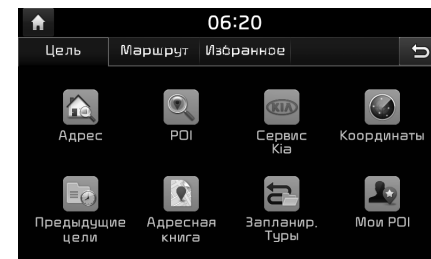 06:20
Цель Маршрут Избранное
KIA
Адрес POI Сервис Kia Координаты
Предыдущие цели Адресная книга Запланир. Туры Мои POI